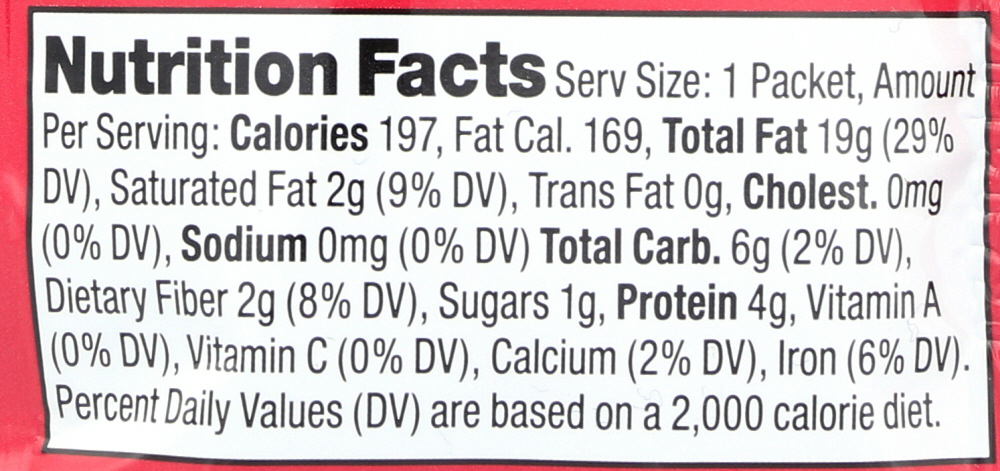 Nutrition Facts Serv Size: 1 Packet, Amount
Per Serving: Calories 197, Fat Cal. 169, Total Fat 19g (29%
DV), Saturated Fat 2g (9% DV), Trans Fat 0g, Cholest. 0mg
(0% DV), Sodium 0mg (0% DV) Total Carb. 6g (2% DV),
Dietary Fiber 2g (8% DV), Sugars 1g, Protein 4g, Vitamin A
(0% DV), Vitamin C (0% DV), Calcium (2% DV), Iron (6% DV).
Percent Daily Values (DV) are based on a 2,000 calorie diet.